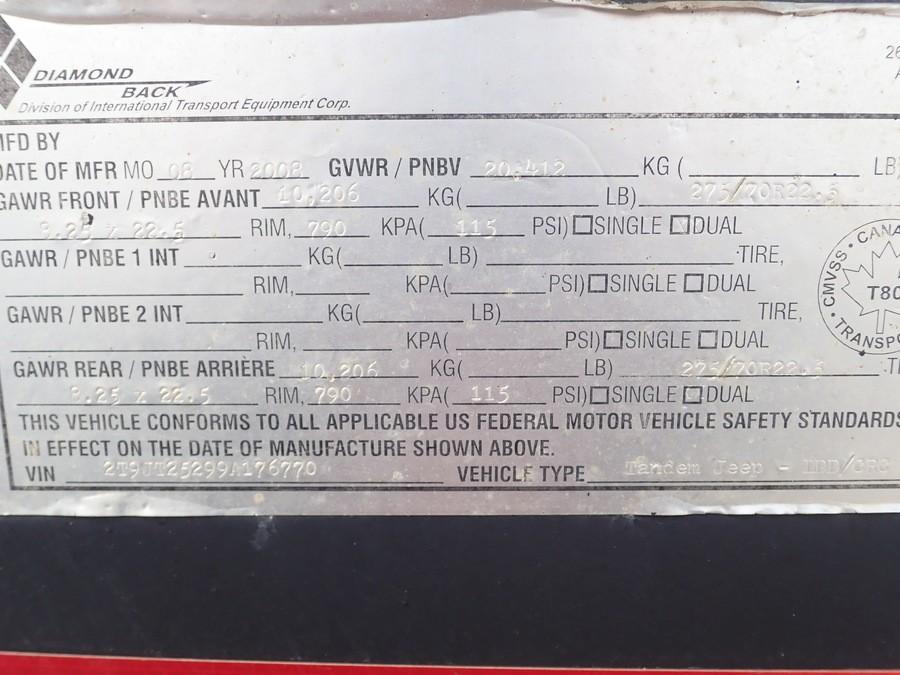 26
DIAMOND
BACK
Division of International Transport Equipment Corp.
MFD BY
DATE OF MFR MO 08 YR 2008 GVWR / PNBV 20,412 KG ( LB)
GAWR FRONT / PNBE AVANT 10,206 KG( LB) 275/70R22.5
8.25 x 22.5 RIM, 790 KPA( 115 PSI) □SINGLE ☒DUAL
GAWR / PNBE 1 INT KG( LB) TIRE,
RIM, KPA( PSI) □SINGLE □DUAL
GAWR / PNBE 2 INT KG( LB) TIRE,
RIM, KPA( PSI) □SINGLE □DUAL
GAWR REAR / PNBE ARRIÈRE 10,206 KG( LB) 275/70R22.5
8.25 x 22.5 RIM, 790 KPA( 115 PSI) □SINGLE ☒DUAL
THIS VEHICLE CONFORMS TO ALL APPLICABLE US FEDERAL MOTOR VEHICLE SAFETY STANDARDS
IN EFFECT ON THE DATE OF MANUFACTURE SHOWN ABOVE.
VIN 2T9JT25299A176770 VEHICLE TYPE Tandem Jeep -
CMVSS • CANA
T80
TRANSPO